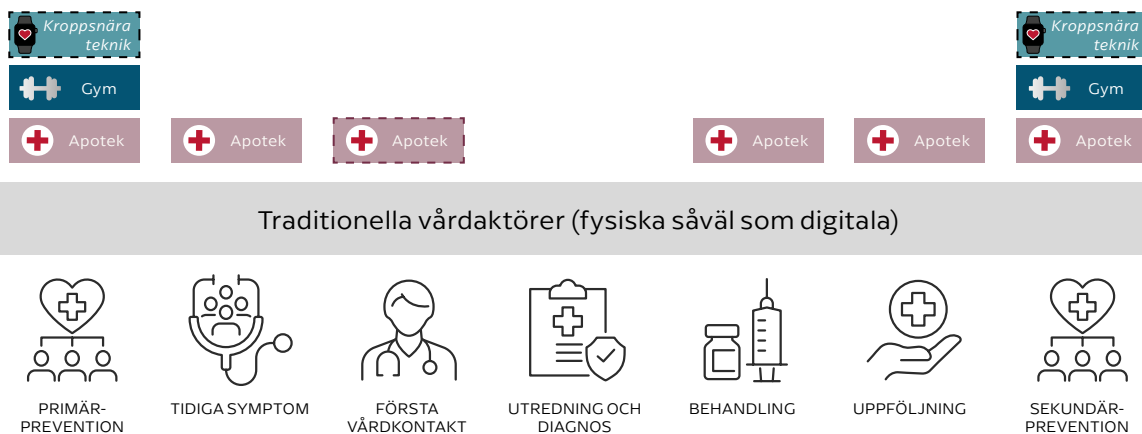 Kroppsnära
teknik
Kroppsnära
teknik
Gym
Gym
Apotek
Apotek
Apotek
Apotek
Apotek
Apotek
Traditionella vårdaktörer (fysiska såväl som digitala)
PRIMÄR-
PREVENTION
TIDIGA SYMPTOM
FÖRSTA
VÅRDKONTAKT
UTREDNING OCH
DIAGNOS
BEHANDLING
UPPFÖLJNING
SEKUNDÄR-
PREVENTION